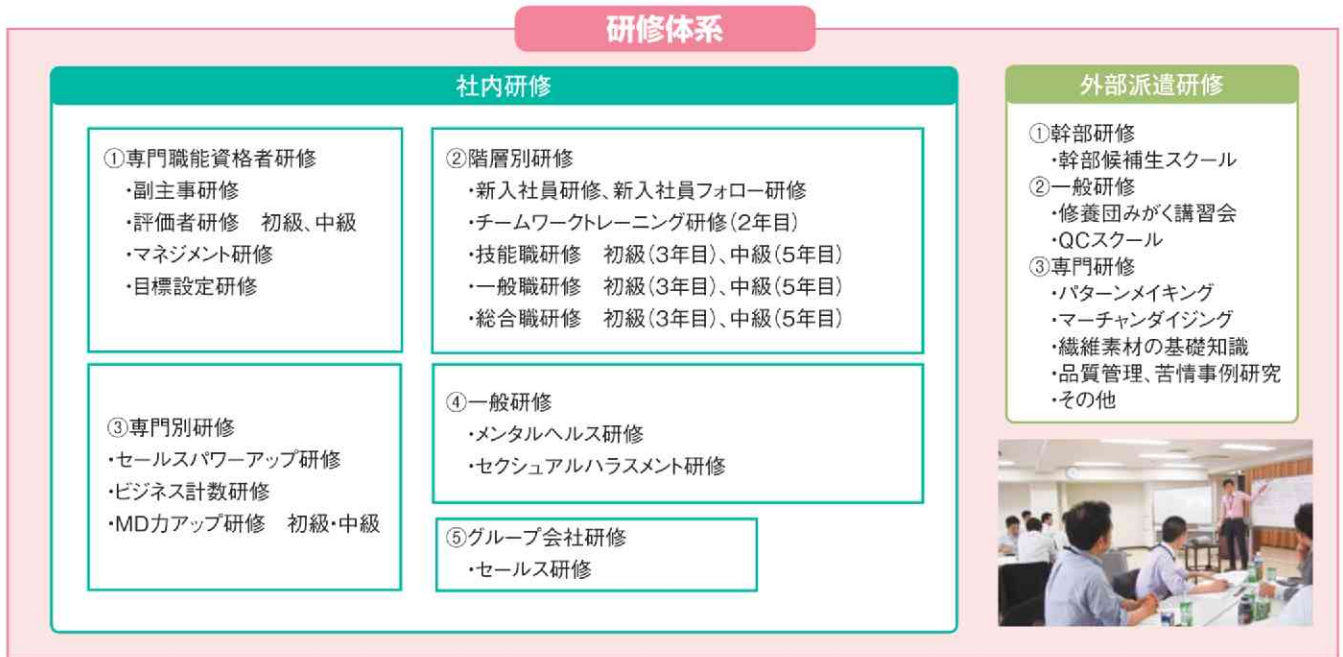 研修体系
社内研修
①専門職能資格者研修
・副主事研修
・評価者研修　初級、中級
・マネジメント研修
・目標設定研修
②階層別研修
・新入社員研修、新入社員フォロー研修
・チームワークトレーニング研修(2年目)
・技能職研修　初級(3年目)、中級(5年目)
・一般職研修　初級(3年目)、中級(5年目)
・総合職研修　初級(3年目)、中級(5年目)
③専門別研修
・セールスパワーアップ研修
・ビジネス計数研修
・MD力アップ研修　初級・中級
④一般研修
・メンタルヘルス研修
・セクシュアルハラスメント研修
⑤グループ会社研修
・セールス研修
外部派遣研修
①幹部研修
・幹部候補生スクール
②一般研修
・修養団みがく講習会
・QCスクール
③専門研修
・パターンメイキング
・マーチャンダイジング
・繊維素材の基礎知識
・品質管理、苦情事例研究
・その他